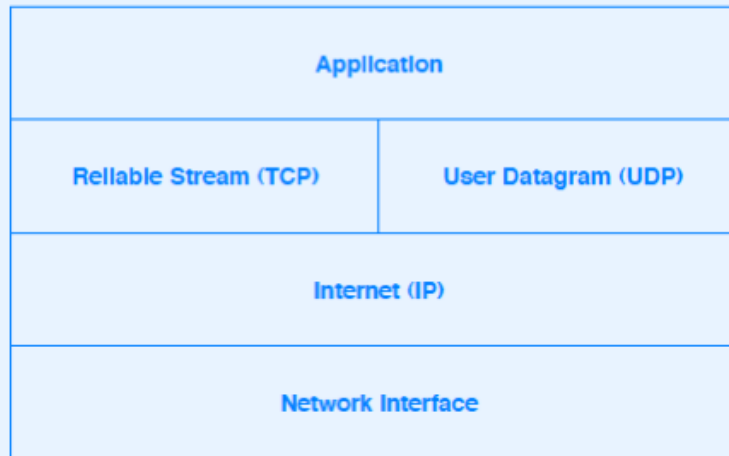 Application
Reliable Stream (TCP)
User Datagram (UDP)
Internet (IP)
Network Interface